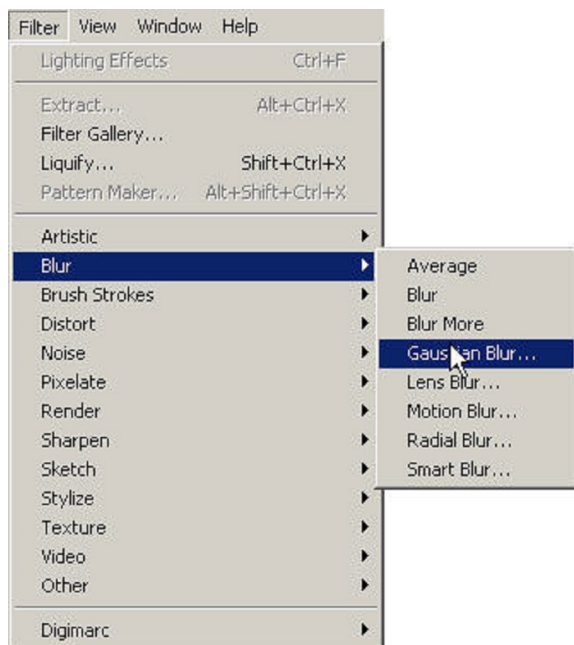 Filter View Window Help
Lighting Effects Ctrl+F
Extract... Alt+Ctrl+X
Filter Gallery...
Liquify... Shift+Ctrl+X
Pattern Maker... Alt+Shift+Ctrl+X
Artistic
Blur
Brush Strokes
Distort
Noise
Pixelate
Render
Sharpen
Sketch
Stylize
Texture
Video
Other
Digimarc
Average
Blur
Blur More
Gaussian Blur...
Lens Blur...
Motion Blur...
Radial Blur...
Smart Blur...